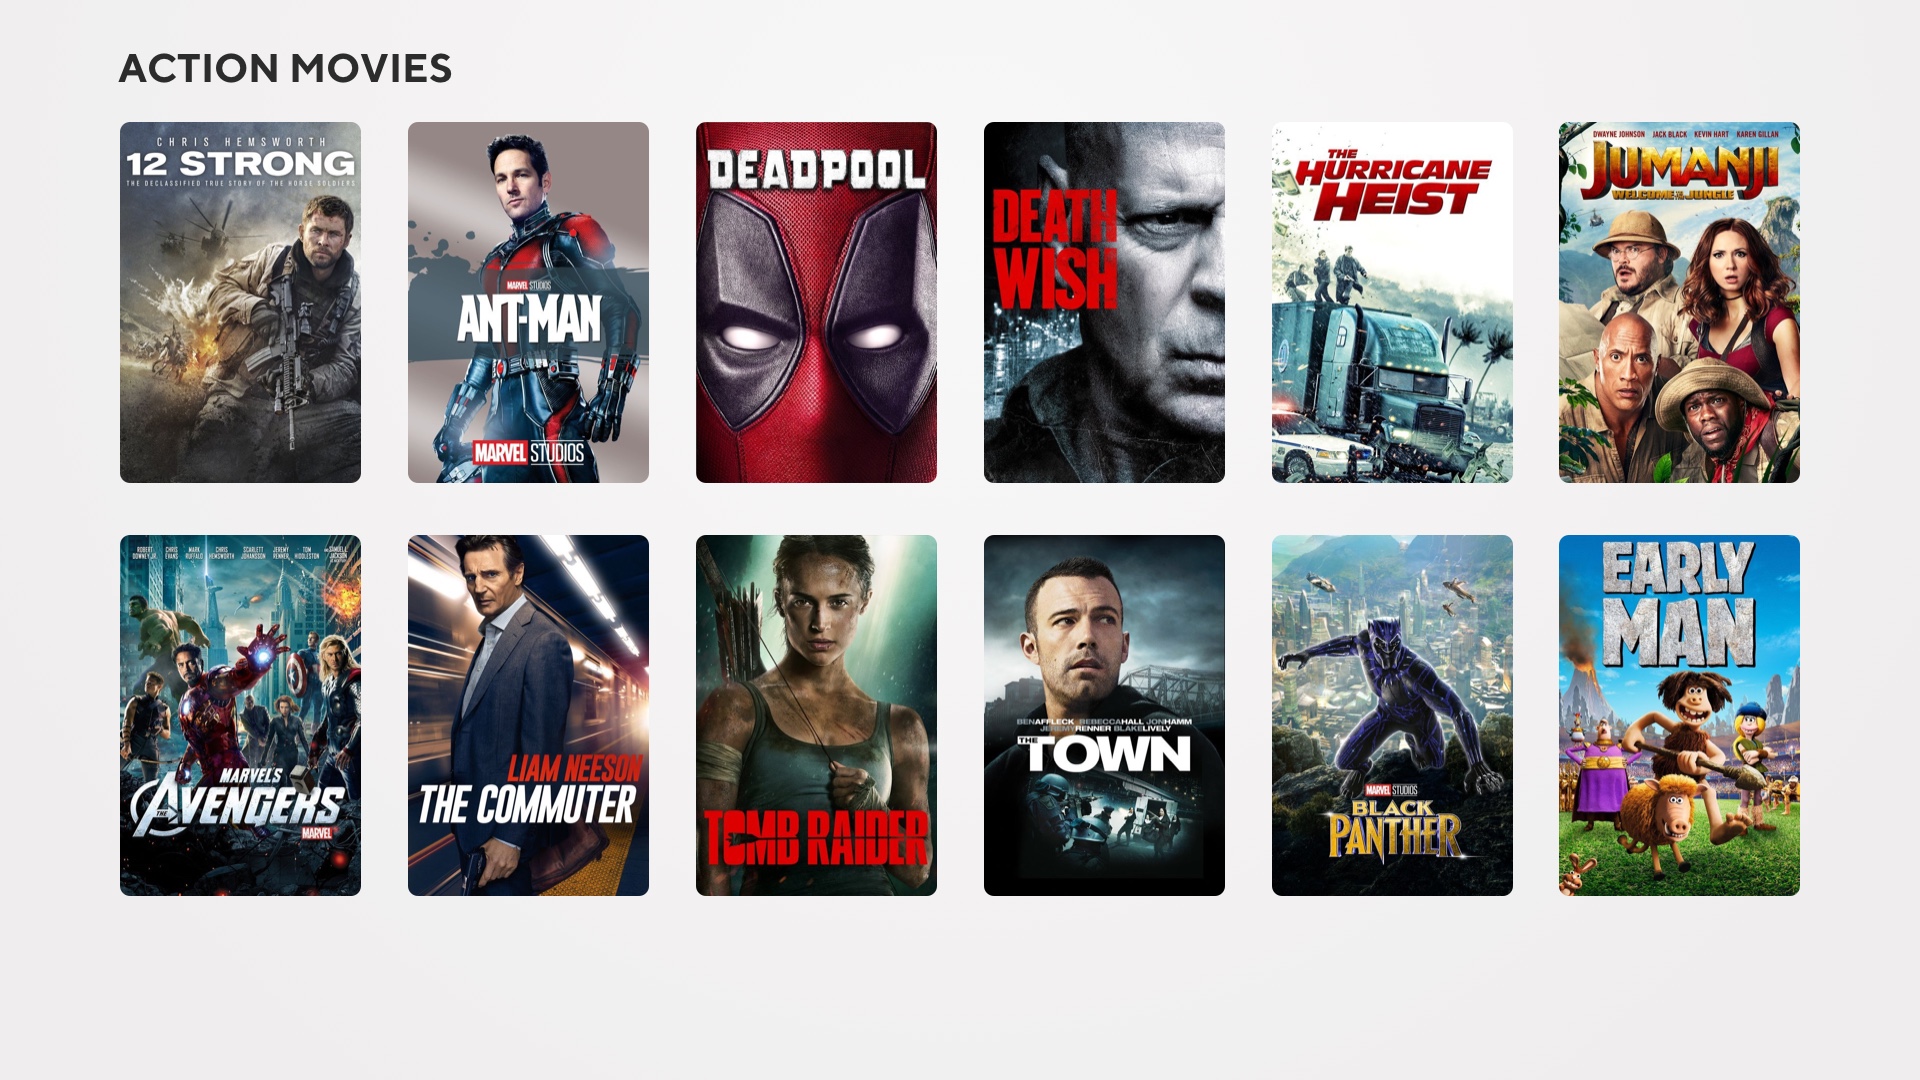 ACTION MOVIES
CHRIS HEMSWORTH
12 STRONG
THE DECLASSIFIED TRUE STORY OF THE HORSE SOLDIERS
MARVEL STUDIOS
ANT-MAN
MARVEL STUDIOS
DEADPOOL
DEATH
WISH
THE
HURRICANE
HEIST
DWAYNE JOHNSON JACK BLACK KEVIN HART KAREN GILLAN
JUMANJI
WELCOME TO THE JUNGLE
ROBERT DOWNEY JR. CHRIS EVANS MARK RUFFALO CHRIS HEMSWORTH SCARLETT JOHANSSON JEREMY RENNER TOM HIDDLESTON AND SAMUEL L. JACKSON
MARVEL'S
THE AVENGERS
MARVEL
LIAM NEESON
THE COMMUTER
TOMB RAIDER
BEN AFFLECK REBECCA HALL JON HAMM
JEREMY RENNER BLAKE LIVELY
THE
TOWN
MARVEL STUDIOS
BLACK
PANTHER
EARLY
MAN